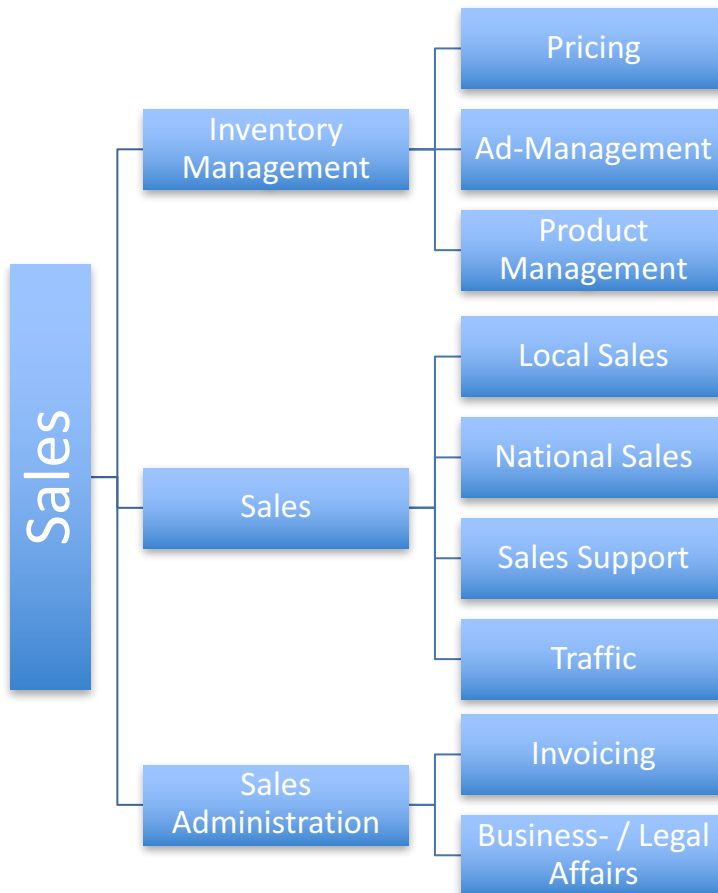 Sales
Inventory
Management
Pricing
Ad-Management
Product
Management
Sales
Local Sales
National Sales
Sales Support
Traffic
Sales
Administration
Invoicing
Business- / Legal
Affairs